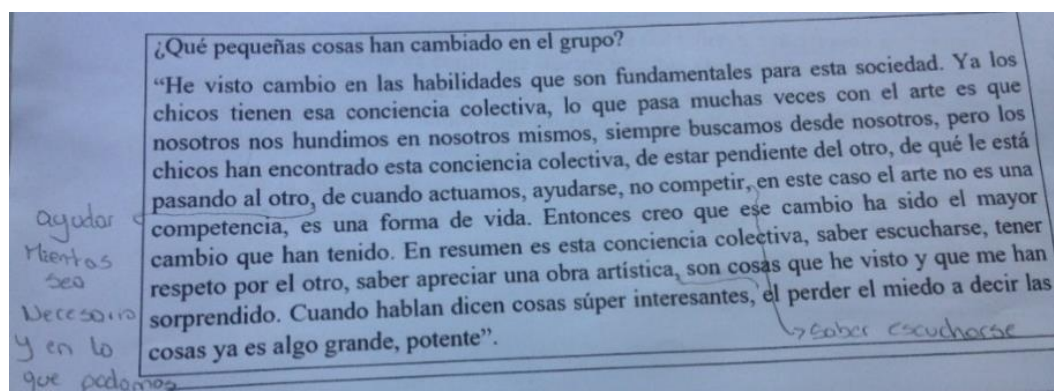 ¿Qué pequeñas cosas han cambiado en el grupo?
“He visto cambio en las habilidades que son fundamentales para esta sociedad. Ya los
chicos tienen esa conciencia colectiva, lo que pasa muchas veces con el arte es que
nosotros nos hundimos en nosotros mismos, siempre buscamos desde nosotros, pero los
chicos han encontrado esta conciencia colectiva, de estar pendiente del otro, de qué le está
pasando al otro, de cuando actuamos, ayudarse, no competir, en este caso el arte no es una
competencia, es una forma de vida. Entonces creo que ese cambio ha sido el mayor
cambio que han tenido. En resumen es esta conciencia colectiva, saber escucharse, tener
respeto por el otro, saber apreciar una obra artística, son cosas que he visto y que me han
sorprendido. Cuando hablan dicen cosas súper interesantes, el perder el miedo a decir las
cosas ya es algo grande, potente”.
ayudar
Mientas
sea
Necesario
y en lo
que podamos
saber escucharse